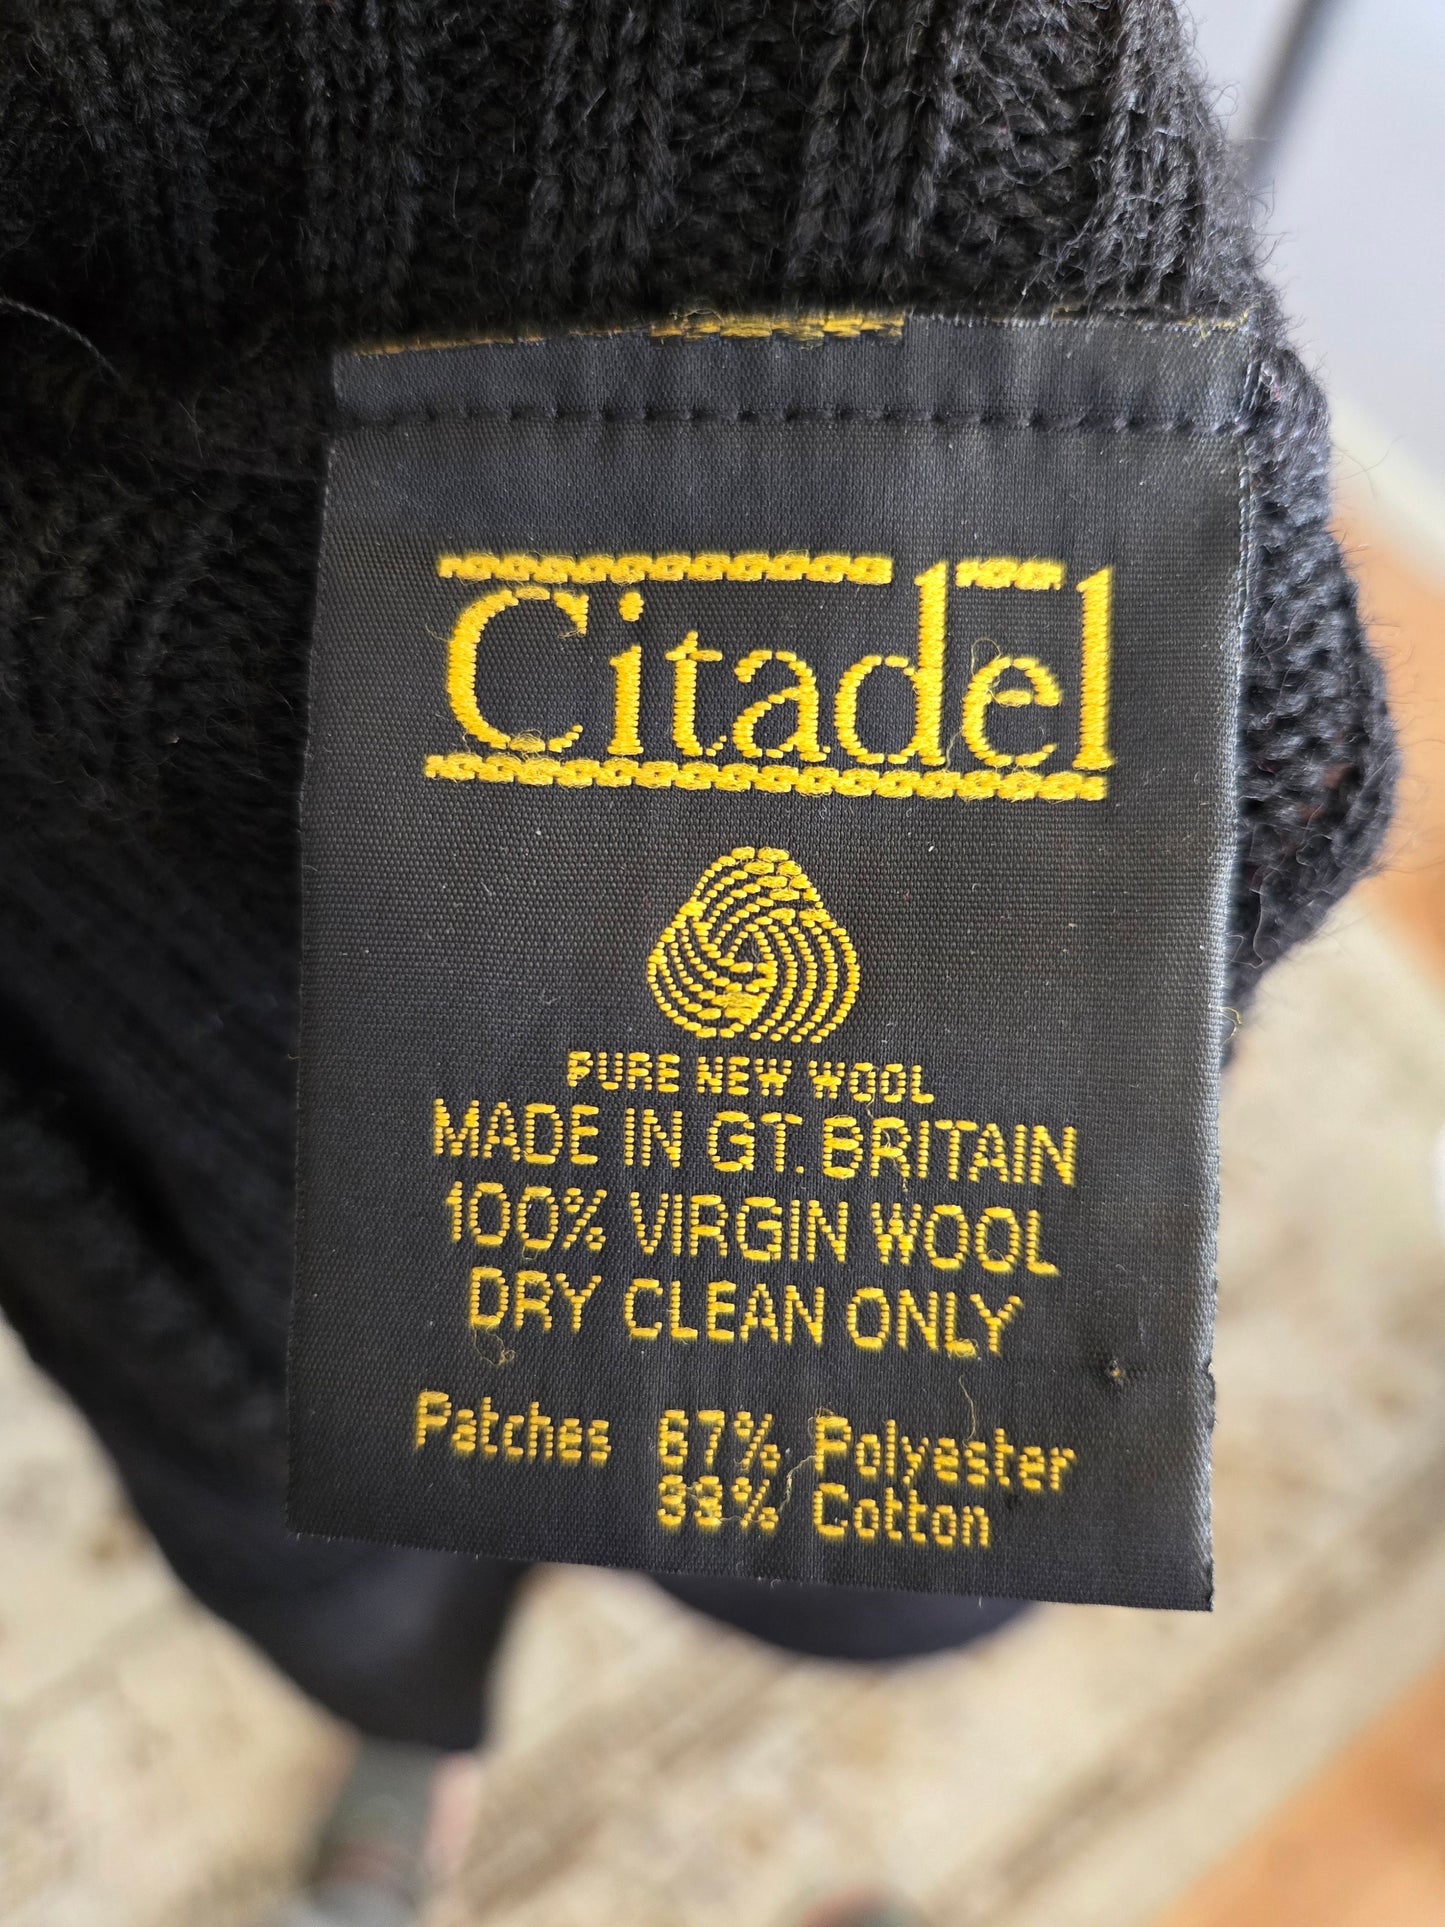 Citadel
PURE NEW WOOL
MADE IN GT. BRITAIN
100% VIRGIN WOOL
DRY CLEAN ONLY
Patches 67% Polyester
33% Cotton